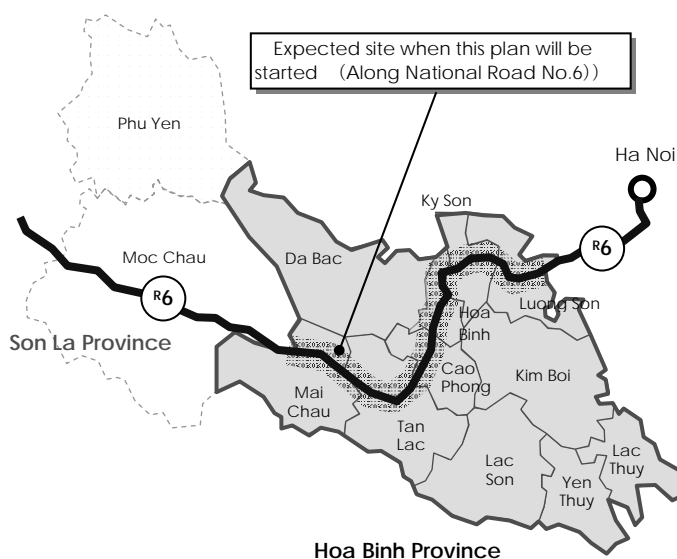 Expected site when this plan will be
started （Along National Road No.6))
Phu Yen
Ha Noi
Ky Son
Moc Chau
R6
Da Bac
R6
Luong Son
Hoa
Binh
Son La Province
Cao
Phong
Kim Boi
Mai
Chau
Tan
Lac
Lac
Son
Lac
Thuy
Yen
Thuy
Hoa Binh Province